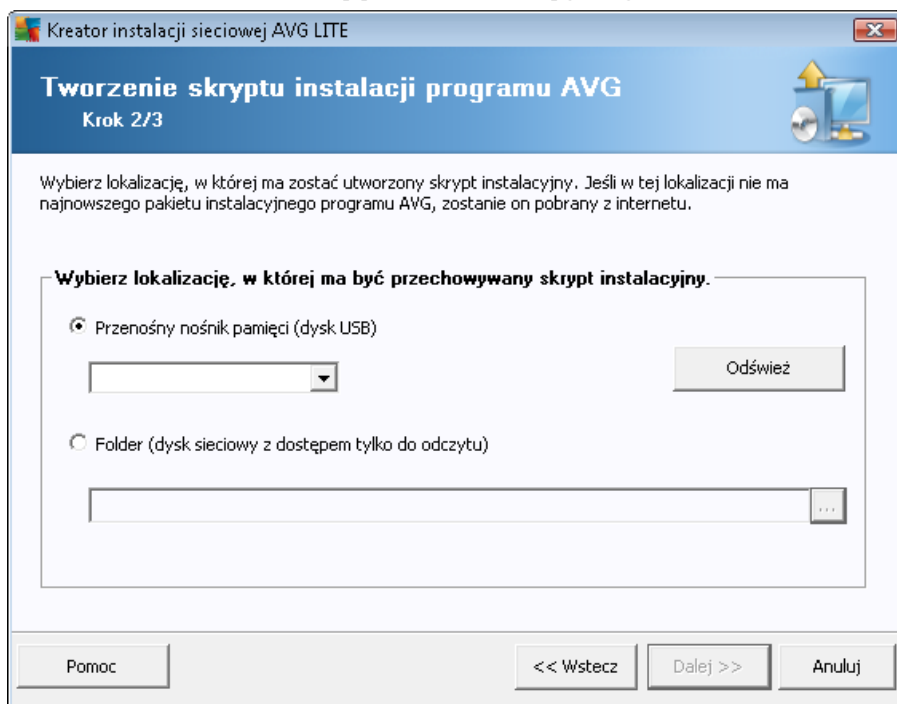 Kreator instalacji sieciowej AVG LITE
Tworzenie skryptu instalacji programu AVG
Krok 2/3
Wybierz lokalizację, w której ma zostać utworzony skrypt instalacyjny. Jeśli w tej lokalizacji nie ma
najnowszego pakietu instalacyjnego programu AVG, zostanie on pobrany z internetu.
Wybierz lokalizację, w której ma być przechowywany skrypt instalacyjny.
Przenośny nośnik pamięci (dysk USB)
Odśwież
Folder (dysk sieciowy z dostępem tylko do odczytu)
...
Pomoc
<< Wstecz
Dalej >>
Anuluj